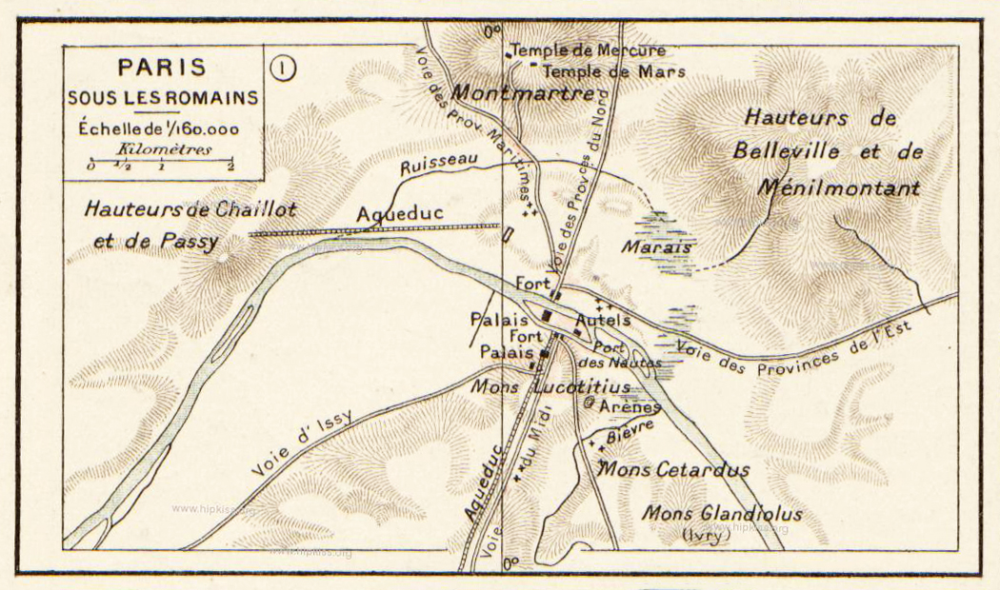 PARIS
SOUS LES ROMAINS
Échelle de 1/160.000
Kilomètres
0 1/2 1 2
1
0°
Temple de Mercure
Temple de Mars
Montmartre
Voie des Prov. Maritimes
Voie des Provces du Nord
Hauteurs de
Belleville et de
Ménilmontant
Ruisseau
Hauteurs de Chaillot
et de Passy
Aqueduc
Marais
www.hipkiss.org
Fort
Palais
Autels
Fort
Palais
Port
des Nautes
Voie des Provinces de l'Est
Mons Lucotitius
Arènes
Voie d'Issy
Bièvre
Aqueduc
Voie du Midi
Mons Cetardus
Mons Glandiolus
(Ivry)
www.hipkiss.org
www.hipkiss.org
www.hipkiss.org
0°